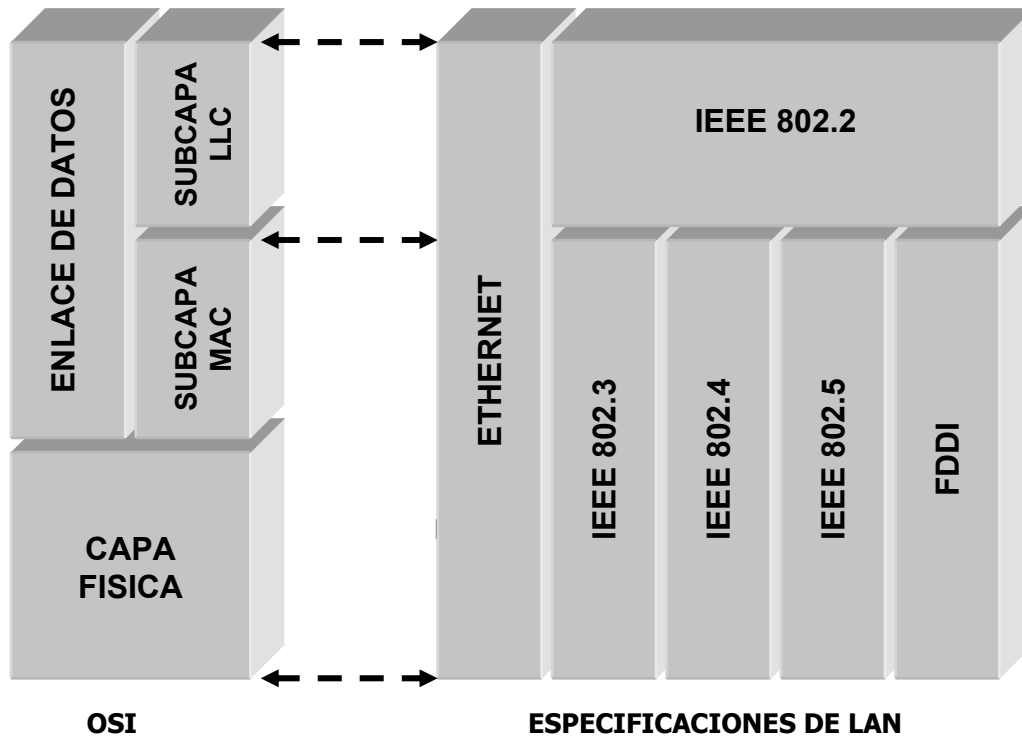 ENLACE DE DATOS
SUBCAPA
LLC
SUBCAPA
MAC
CAPA
FISICA
OSI
ETHERNET
IEEE 802.2
IEEE 802.3
IEEE 802.4
IEEE 802.5
FDDI
ESPECIFICACIONES DE LAN